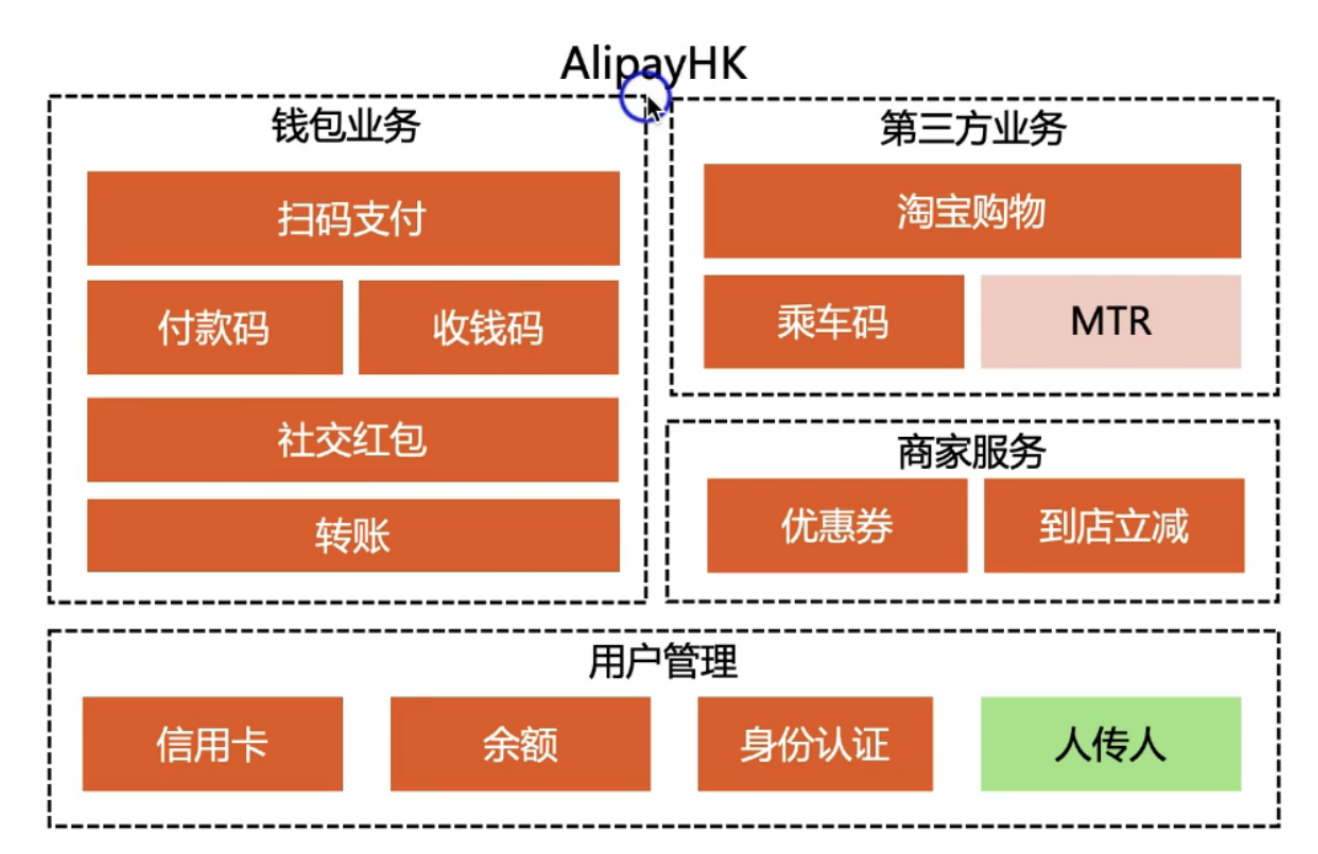 AlipayHK
钱包业务
扫码支付
付款码
收钱码
社交红包
转账
第三方业务
淘宝购物
乘车码
MTR
商家服务
优惠券
到店立减
用户管理
信用卡
余额
身份认证
人传人